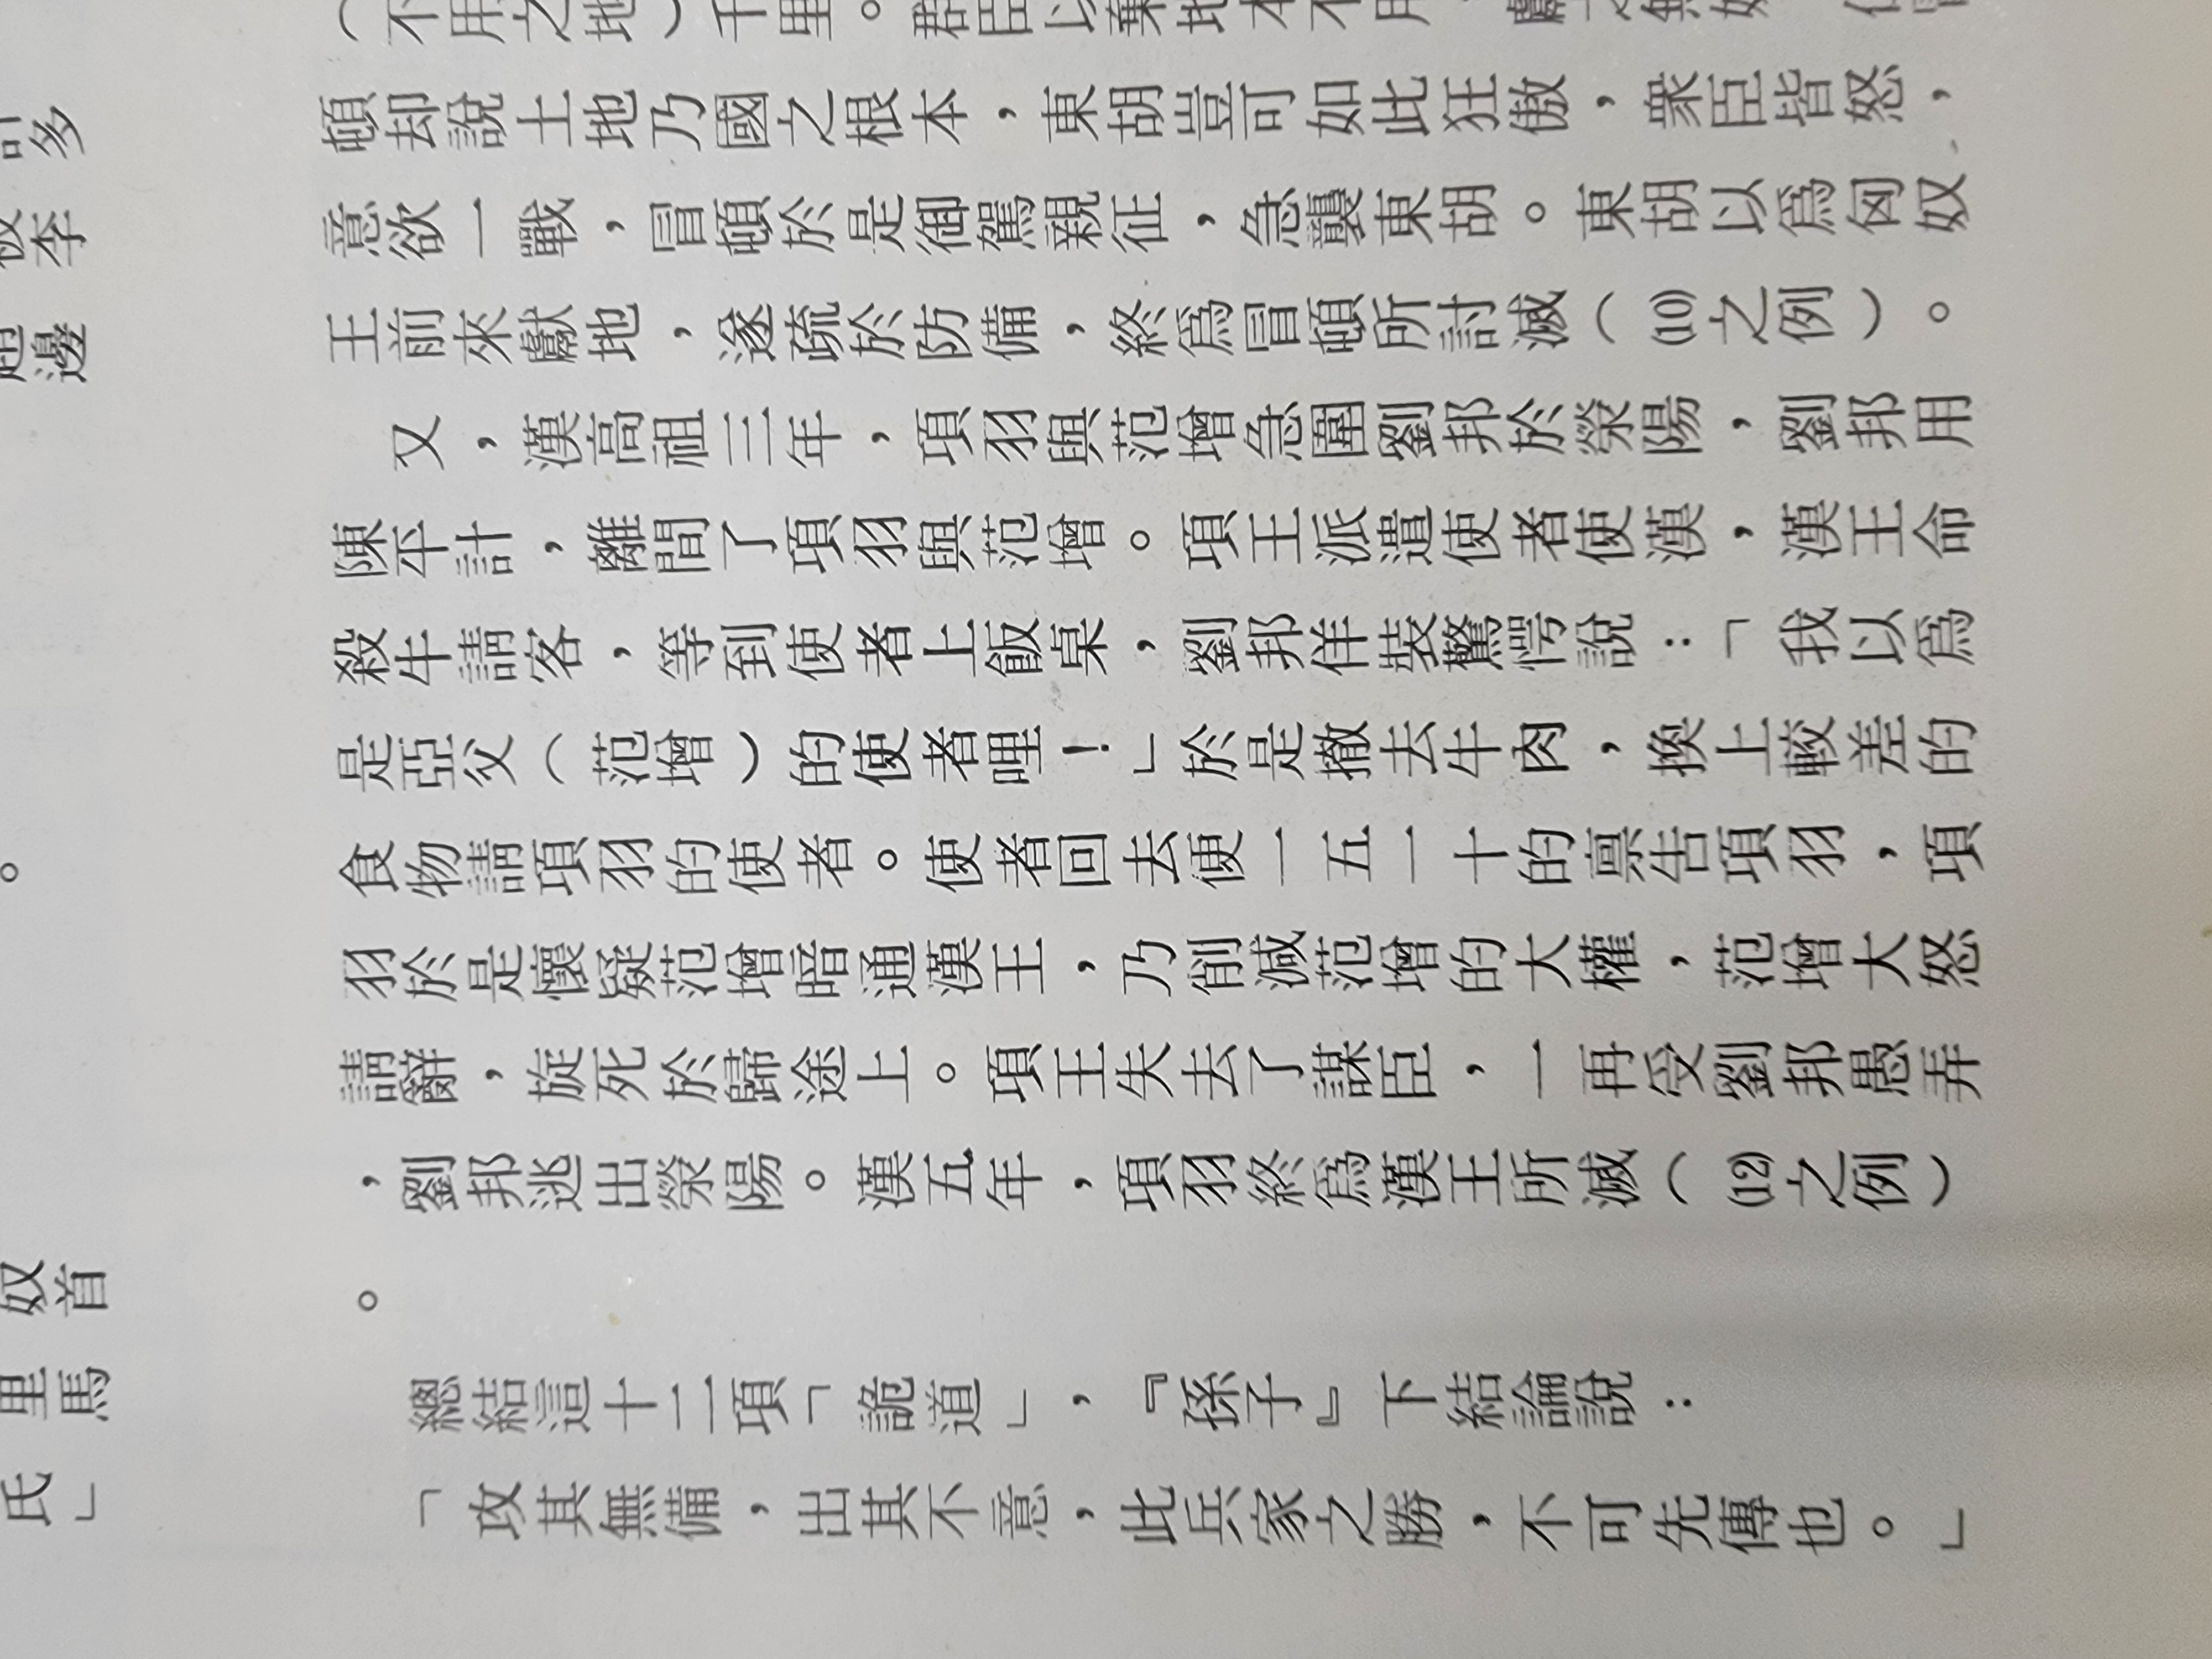 許多
被李
趙邊
。
奴首
里馬
氏」
（不用之地）千里。群臣以棄地本不用，獻之無妨
頓却說土地乃國之根本，東胡豈可如此狂傲，衆臣皆怒，
意欲一戰，冒頓於是御駕親征，急襲東胡。東胡以爲匈奴
王前來獻地，遂疏於防備，終爲冒頓所討滅（⑽之例）。
又，漢高祖三年，項羽與范增急圍劉邦於滎陽，劉邦用
陳平計，離間了項羽與范增。項王派遣使者使漢，漢王命
殺牛請客，等到使者上飯桌，劉邦佯裝驚愕說：「我以爲
是亞父（范增）的使者哩！」於是撤去牛肉，換上較差的
食物請項羽的使者。使者回去便一五一十的禀告項羽，項
羽於是懷疑范增暗通漢王，乃削減范增的大權，范增大怒
請辭，旋死於歸途上。項王失去了謀臣，一再受劉邦愚弄
，劉邦逃出滎陽。漢五年，項羽終爲漢王所滅（⑿之例）
。
總結這十二項「詭道」，『孫子』下結論說：
「攻其無備，出其不意，此兵家之勝，不可先傳也。」